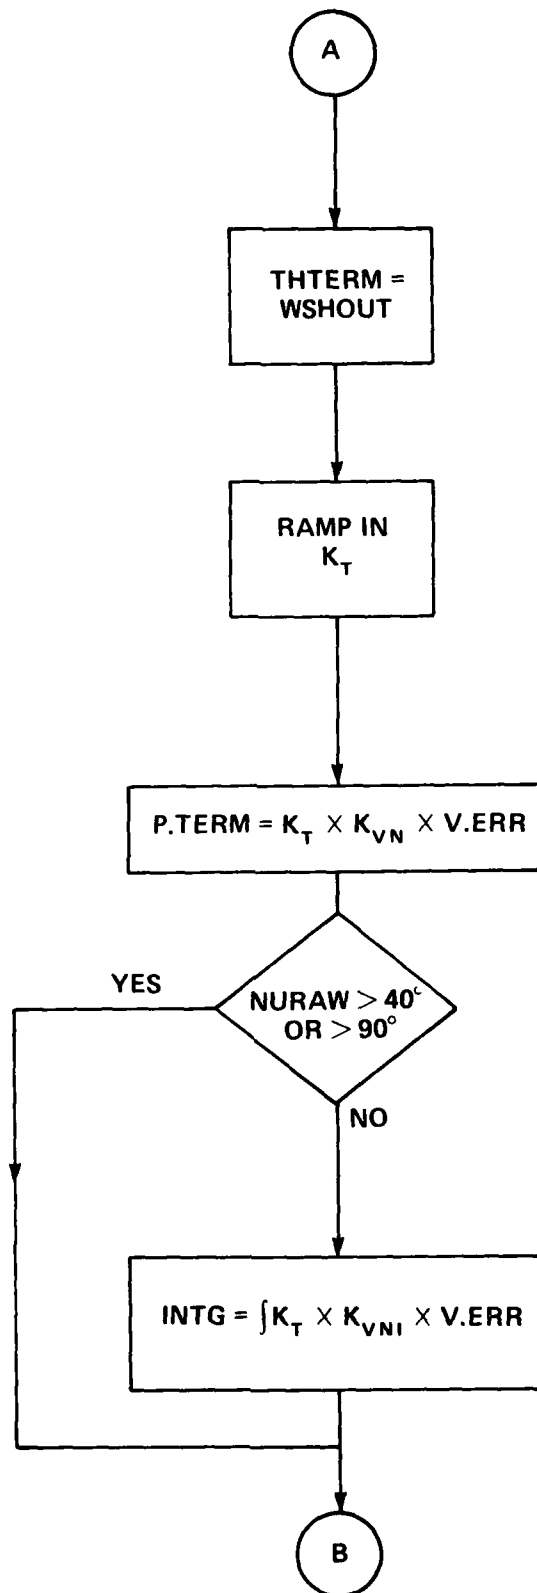 A
THTERM =
WSHOUT
RAMP IN
K_T
P.TERM = K_T × K_VN × V.ERR
YES
NURAW > 40°
OR > 90°
NO
INTG = ∫K_T × K_VNI × V.ERR
B